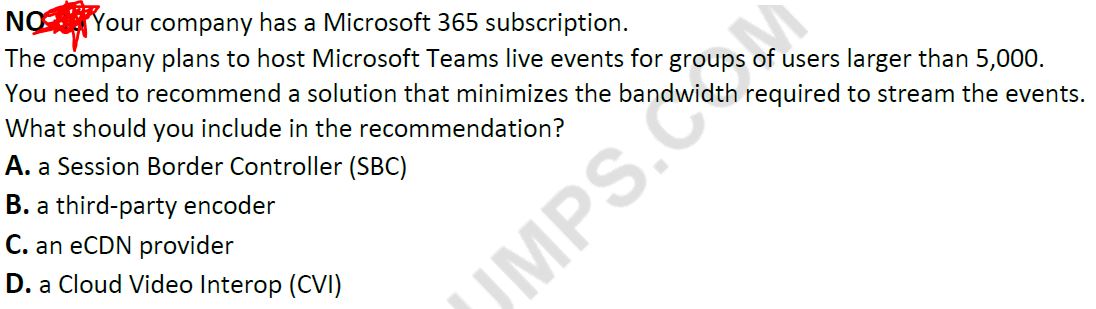 NO Your company has a Microsoft 365 subscription.
The company plans to host Microsoft Teams live events for groups of users larger than 5,000.
You need to recommend a solution that minimizes the bandwidth required to stream the events.
What should you include in the recommendation?
A. a Session Border Controller (SBC)
B. a third-party encoder
C. an eCDN provider
D. a Cloud Video Interop (CVI)
UMPS.COM